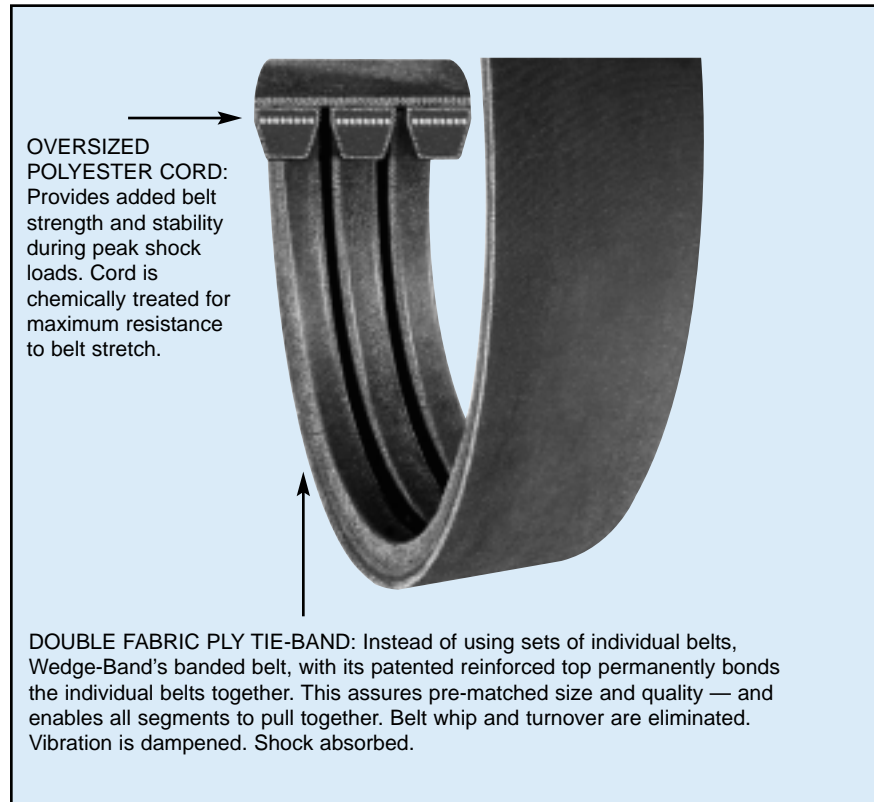 OVERSIZED
POLYESTER CORD:
Provides added belt
strength and stability
during peak shock
loads. Cord is
chemically treated for
maximum resistance
to belt stretch.
DOUBLE FABRIC PLY TIE-BAND: Instead of using sets of individual belts,
Wedge-Band’s banded belt, with its patented reinforced top permanently bonds
the individual belts together. This assures pre-matched size and quality — and
enables all segments to pull together. Belt whip and turnover are eliminated.
Vibration is dampened. Shock absorbed.